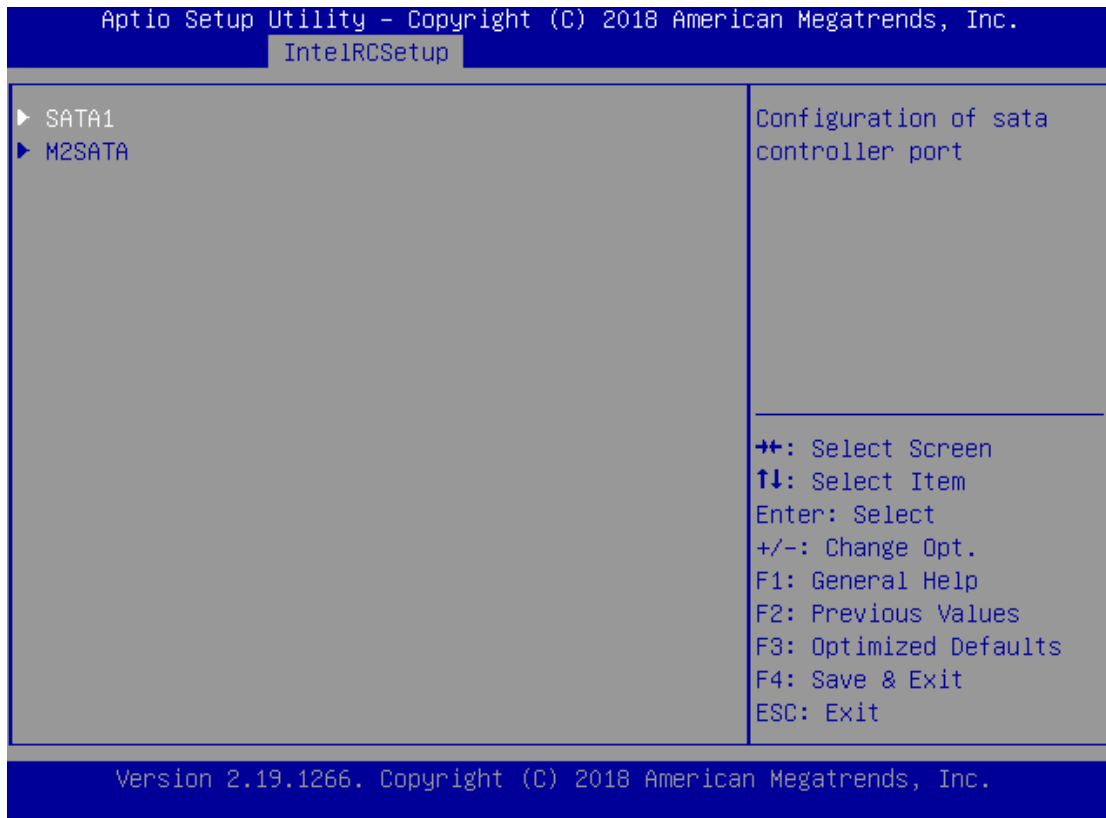 Aptio Setup Utility – Copyright (C) 2018 American Megatrends, Inc.
IntelRCSetup
▶ SATA1
▶ M2SATA
Configuration of sata
controller port
→←: Select Screen
↑↓: Select Item
Enter: Select
+/-: Change Opt.
F1: General Help
F2: Previous Values
F3: Optimized Defaults
F4: Save & Exit
ESC: Exit
Version 2.19.1266. Copyright (C) 2018 American Megatrends, Inc.